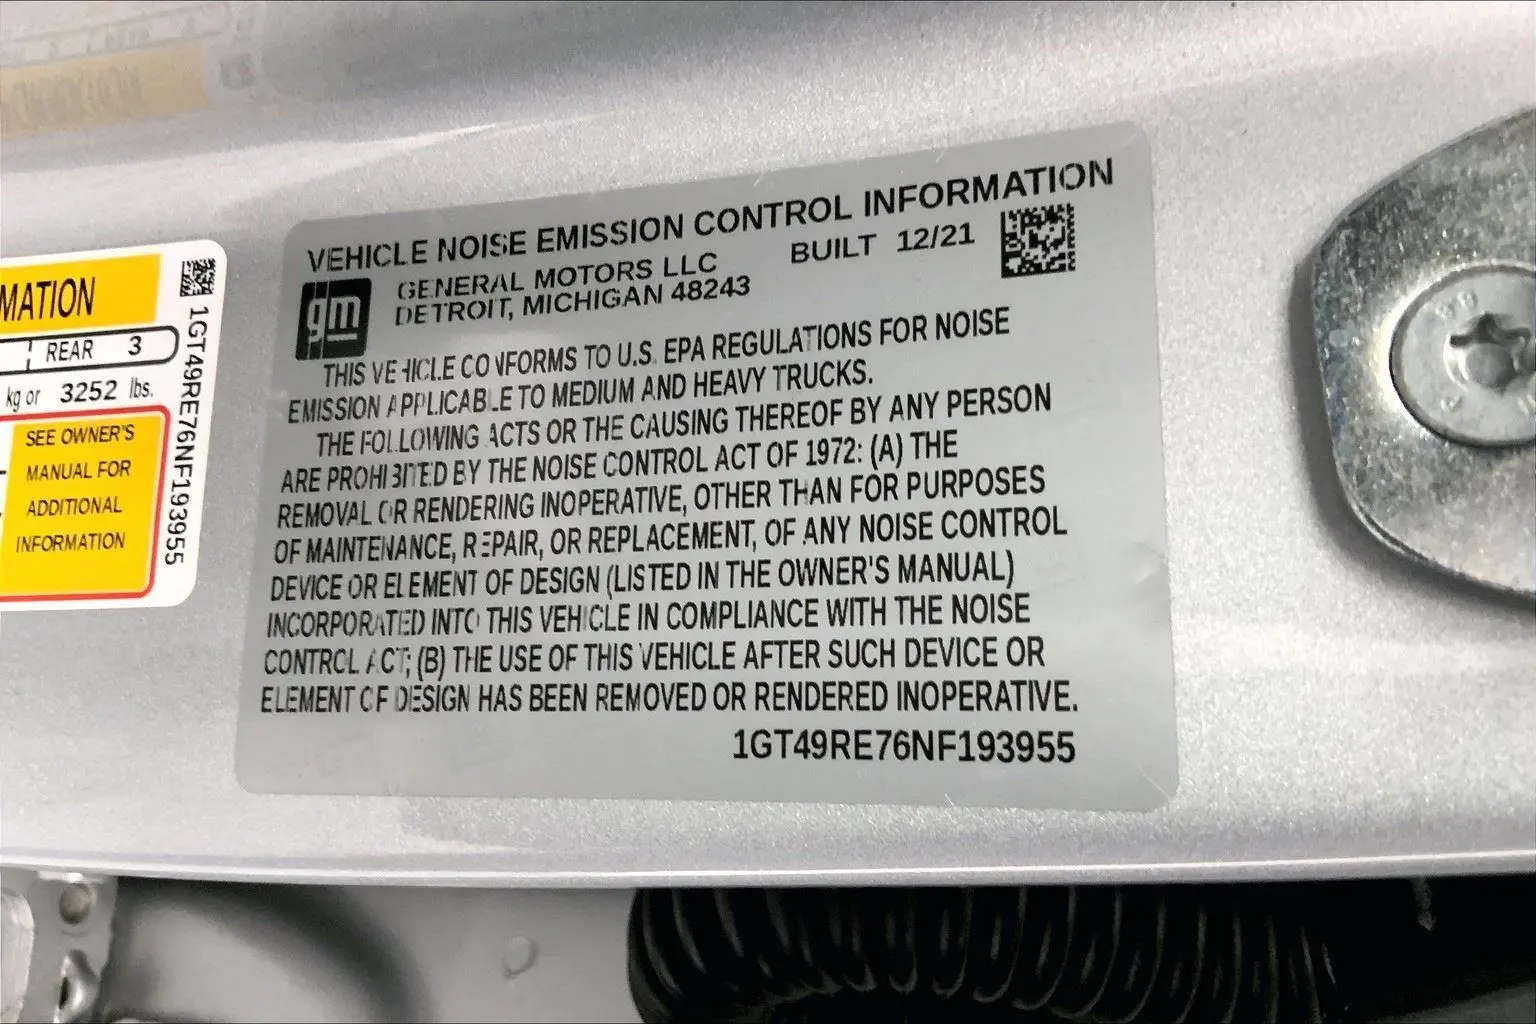 MATION
REAR 3
kg or 3252 lbs.
SEE OWNER'S
MANUAL FOR
ADDITIONAL
INFORMATION
1GT49RE76NF193955
VEHICLE NOISE EMISSION CONTROL INFORMATION
gm
GENERAL MOTORS LLC
DETROIT, MICHIGAN 48243
BUILT 12/21
THIS VEHICLE CONFORMS TO U.S. EPA REGULATIONS FOR NOISE
EMISSION APPLICABLE TO MEDIUM AND HEAVY TRUCKS.
THE FOLLOWING ACTS OR THE CAUSING THEREOF BY ANY PERSON
ARE PROHIBITED BY THE NOISE CONTROL ACT OF 1972: (A) THE
REMOVAL OR RENDERING INOPERATIVE, OTHER THAN FOR PURPOSES
OF MAINTENANCE, REPAIR, OR REPLACEMENT, OF ANY NOISE CONTROL
DEVICE OR ELEMENT OF DESIGN (LISTED IN THE OWNER'S MANUAL)
INCORPORATED INTO THIS VEHICLE IN COMPLIANCE WITH THE NOISE
CONTROL ACT; (B) THE USE OF THIS VEHICLE AFTER SUCH DEVICE OR
ELEMENT OF DESIGN HAS BEEN REMOVED OR RENDERED INOPERATIVE.
1GT49RE76NF193955